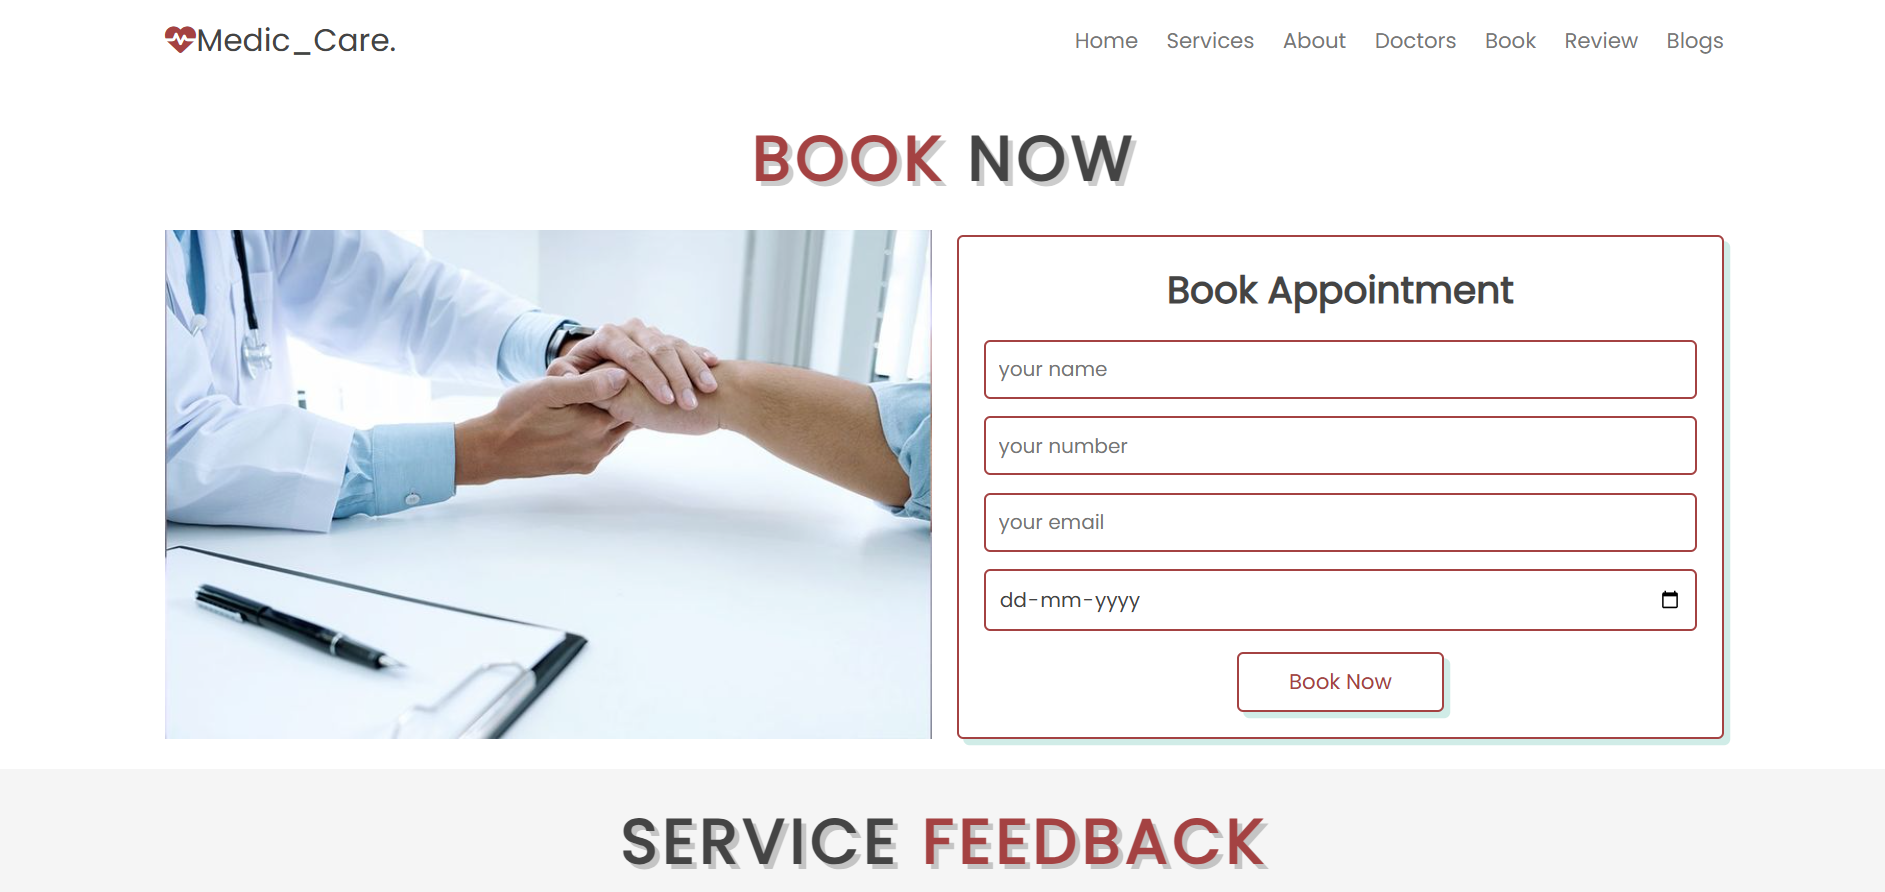 Medic_Care.
Home Services About Doctors Book Review Blogs
BOOK NOW
Book Appointment
your name
your number
your email
dd-mm-yyyy
Book Now
SERVICE FEEDBACK